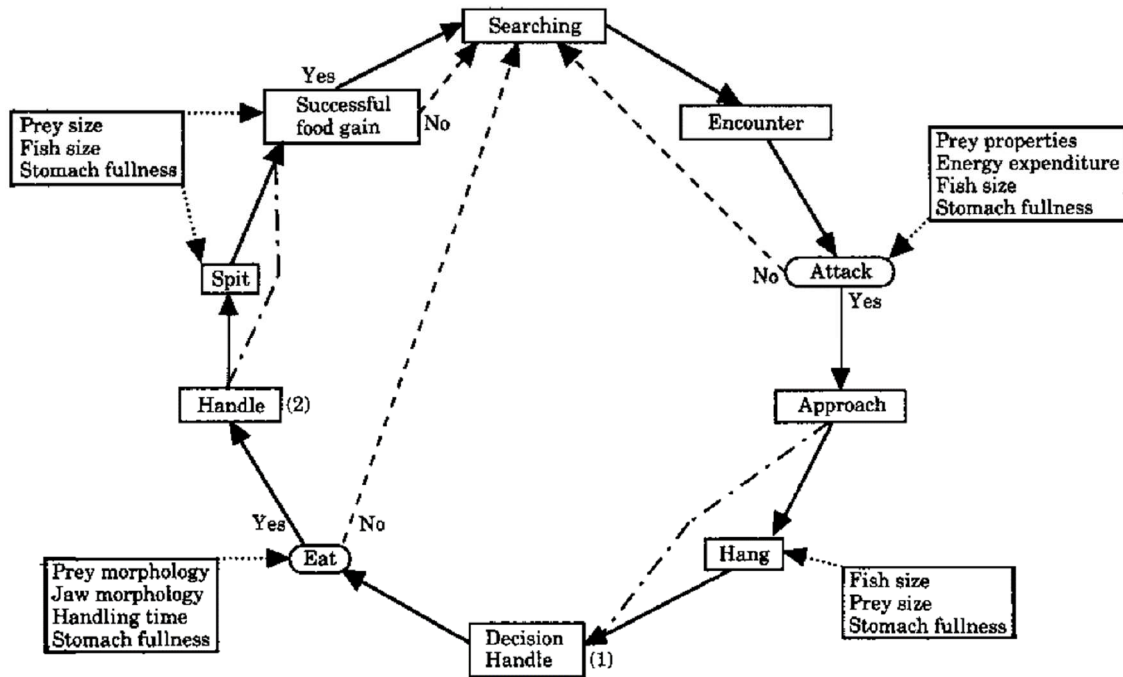 Searching
Yes
Successful
food gain
No
Encounter
Prey size
Fish size
Stomach fullness
Prey properties
Energy expenditure
Fish size
Stomach fullness
Spit
No
Attack
Yes
Handle
(2)
Approach
Yes
No
Eat
Hang
Prey morphology
Jaw morphology
Handling time
Stomach fullness
Fish size
Prey size
Stomach fullness
Decision
Handle
(1)